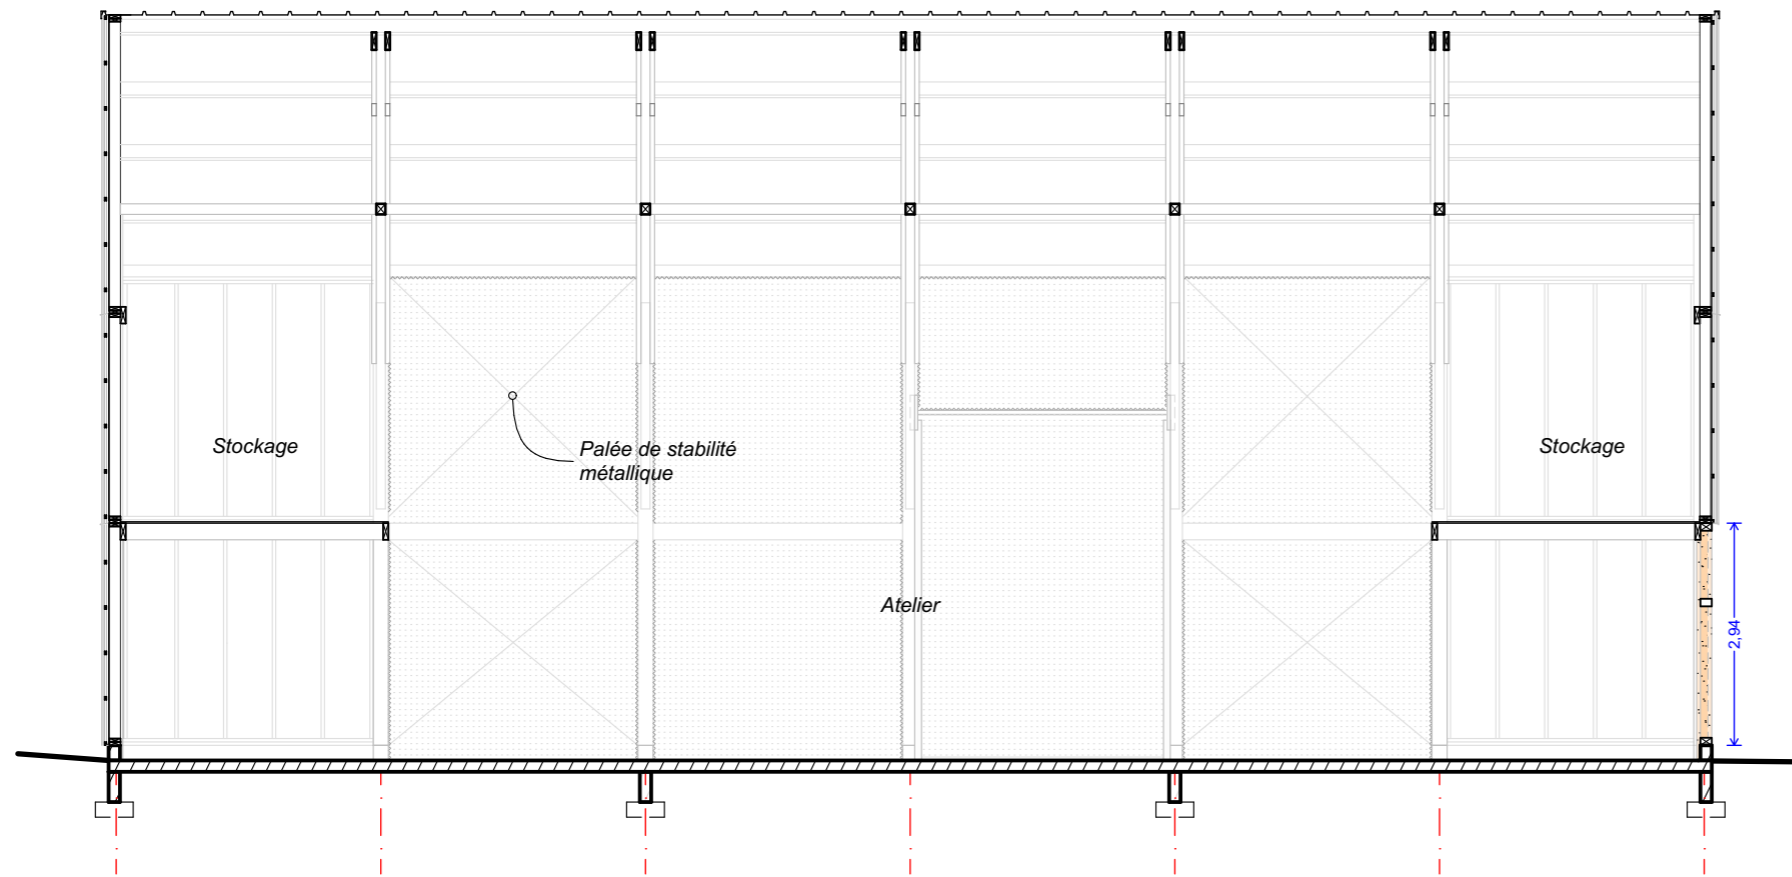 Stockage
Palée de stabilité
métallique
Stockage
Atelier
2,94